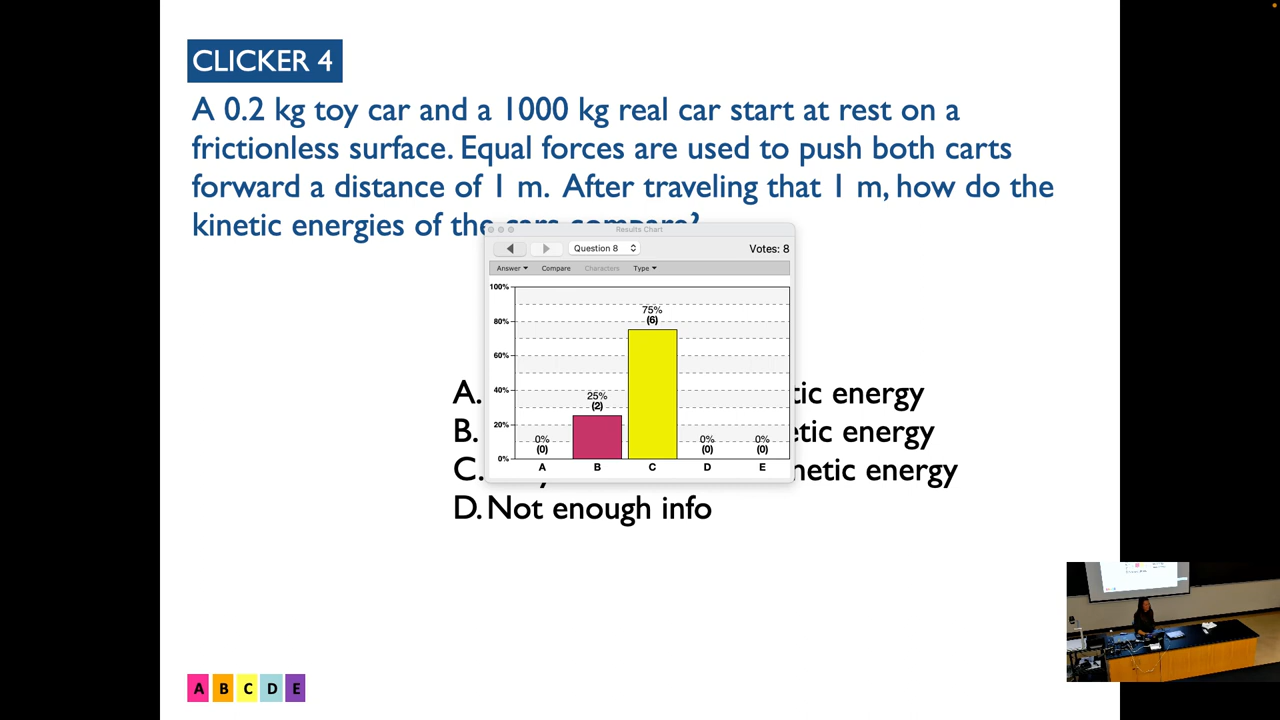 CLICKER 4
A 0.2 kg toy car and a 1000 kg real car start at rest on a
frictionless surface. Equal forces are used to push both carts
forward a distance of 1 m. After traveling that 1 m, how do the
kinetic energies of the cars compare?
Results Chart
Question 8
Votes: 8
Answer Compare Characters Type
100%
80%
60%
40%
20%
0%
0%
(0)
25%
(2)
75%
(6)
0%
(0)
0%
(0)
A B C D E
A. energy
B. energy
C. energy
D. Not enough info
A B C D E